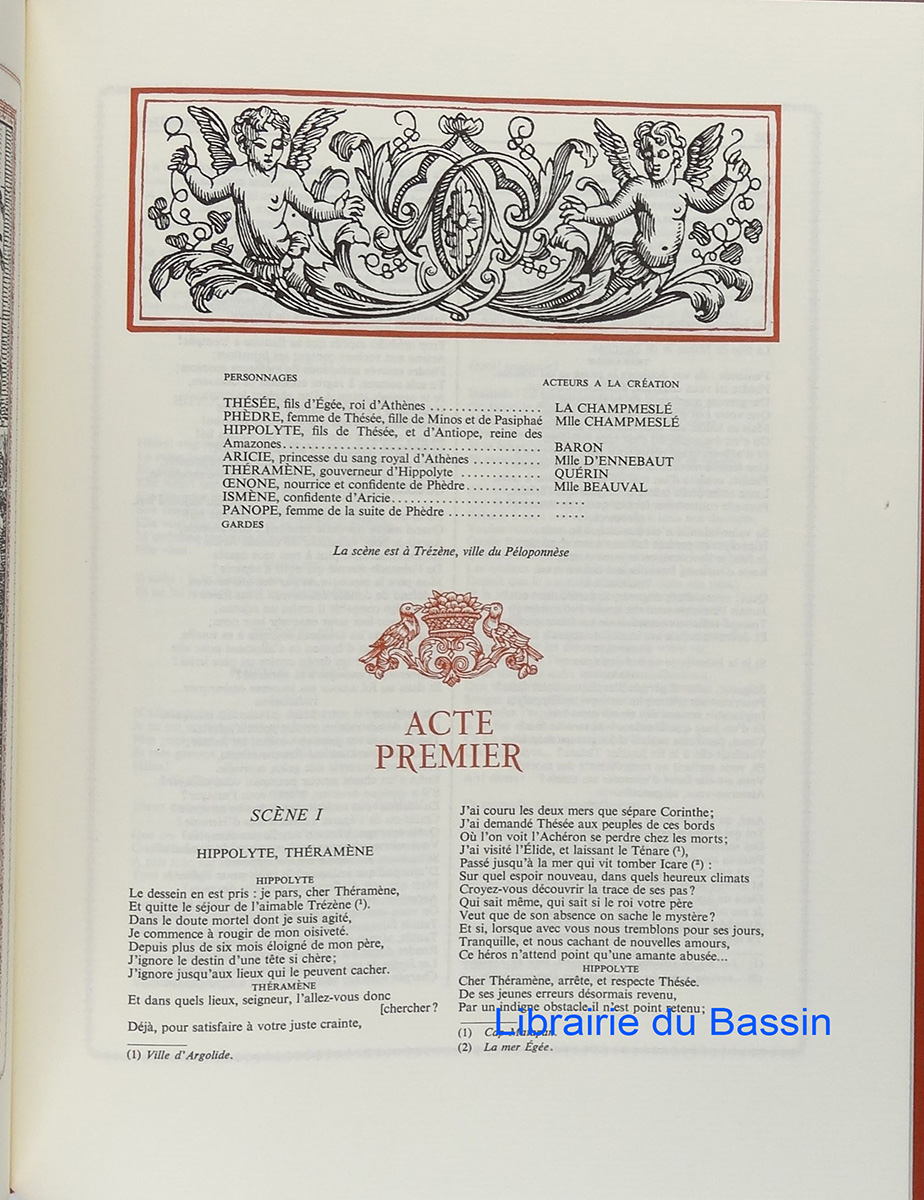 PERSONNAGES
ACTEURS A LA CRÉATION
THÉSÉE, fils d'Égée, roi d'Athènes .................. LA CHAMPMESLÉ
PHÈDRE, femme de Thésée, fille de Minos et de Pasiphaé Mlle CHAMPMESLÉ
HIPPOLYTE, fils de Thésée, et d'Antiope, reine des
Amazones........................................ BARON
ARICIE, princesse du sang royal d'Athènes ........... Mlle D'ENNEBAUT
THÉRAMÈNE, gouverneur d'Hippolyte ............. QUÉRIN
ŒNONE, nourrice et confidente de Phèdre............ Mlle BEAUVAL
ISMÈNE, confidente d'Aricie........................ .....
PANOPE, femme de la suite de Phèdre ............... .....
GARDES
La scène est à Trézène, ville du Péloponnèse
ACTE
PREMIER
SCÈNE I
HIPPOLYTE, THÉRAMÈNE
HIPPOLYTE
Le dessein en est pris : je pars, cher Théramène,
Et quitte le séjour de l'aimable Trézène (¹).
Dans le doute mortel dont je suis agité,
Je commence à rougir de mon oisiveté.
Depuis plus de six mois éloigné de mon père,
J'ignore le destin d'une tête si chère;
J'ignore jusqu'aux lieux qui le peuvent cacher.
THÉRAMÈNE
Et dans quels lieux, seigneur, l'allez-vous donc
[chercher ?
Déjà, pour satisfaire à votre juste crainte,
(1) Ville d'Argolide.
J'ai couru les deux mers que sépare Corinthe;
J'ai demandé Thésée aux peuples de ces bords
Où l'on voit l'Achéron se perdre chez les morts;
J'ai visité l'Élide, et laissant le Ténare (¹),
Passé jusqu'à la mer qui vit tomber Icare (²) :
Sur quel espoir nouveau, dans quels heureux climats
Croyez-vous découvrir la trace de ses pas ?
Qui sait même, qui sait si le roi votre père
Veut que de son absence on sache le mystère ?
Et si, lorsque avec vous nous tremblons pour ses jours,
Tranquille, et nous cachant de nouvelles amours,
Ce héros n'attend point qu'une amante abusée...
HIPPOLYTE
Cher Théramène, arrête, et respecte Thésée.
De ses jeunes erreurs désormais revenu,
Par un indigne obstacle il n'est point retenu;
(1) Cap Matapan.
(2) La mer Égée.
Librairie du Bassin